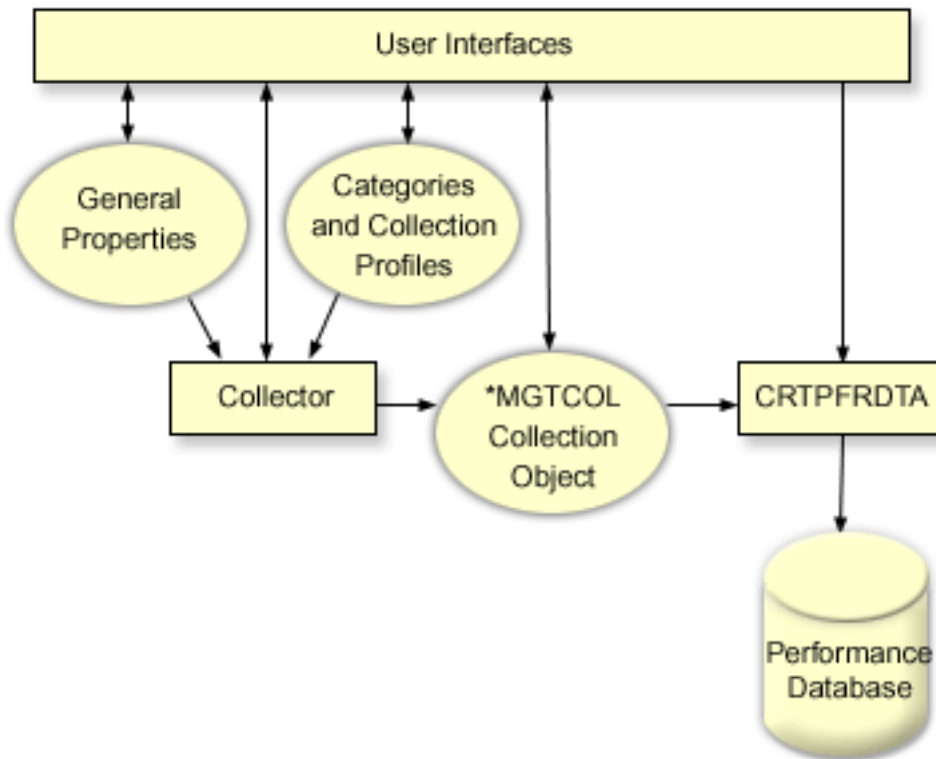 User Interfaces
General
Properties
Categories
and Collection
Profiles
Collector
*MGTCOL
Collection
Object
CRTPFRDTA
Performance
Database